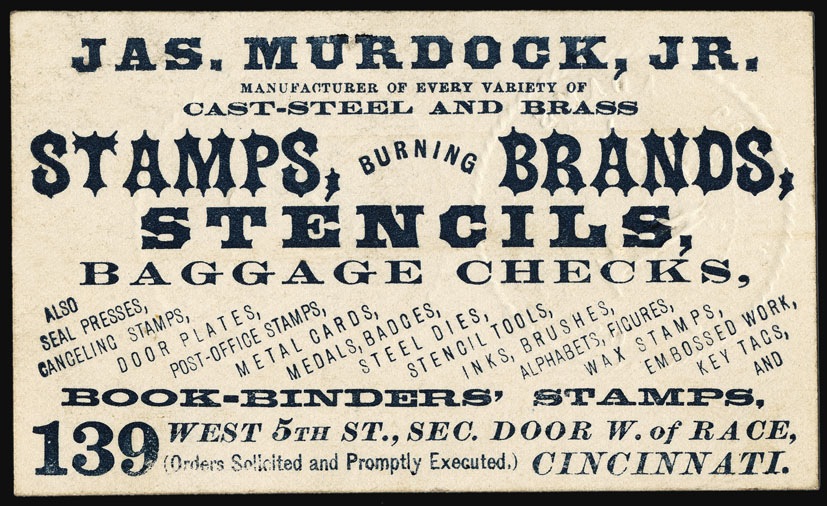 JAS. MURDOCK, JR.
MANUFACTURER OF EVERY VARIETY OF
CAST-STEEL AND BRASS
STAMPS, BURNING BRANDS,
STENCILS,
BAGGAGE CHECKS,
ALSO
SEAL PRESSES,
CANCELING STAMPS,
DOOR PLATES,
POST-OFFICE STAMPS,
METAL CARDS,
MEDALS, BADGES,
STEEL DIES,
STENCIL TOOLS,
INKS, BRUSHES,
ALPHABETS, FIGURES,
WAX STAMPS,
EMBOSSED WORK,
KEY TAGS,
AND
BOOK-BINDERS' STAMPS,
139 WEST 5TH ST., SEC. DOOR W. of RACE,
(Orders Solicited and Promptly Executed.) CINCINNATI.